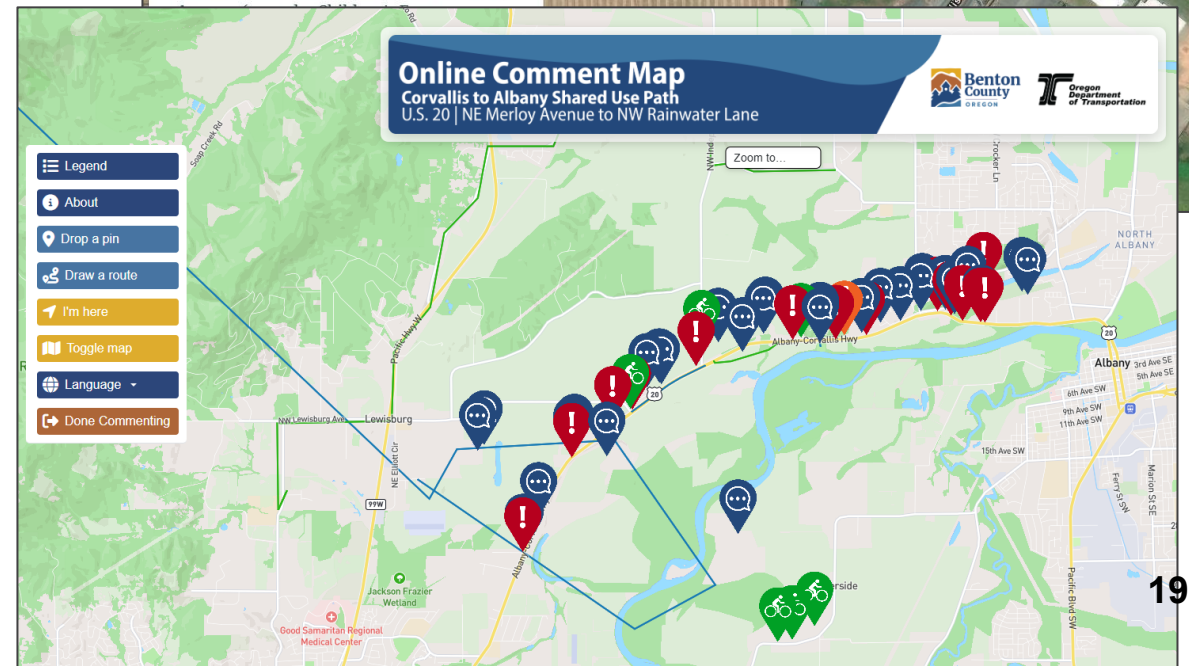 Online Comment Map
Corvallis to Albany Shared Use Path
U.S. 20 | NE Merloy Avenue to NW Rainwater Lane
Benton
County
OREGON
Oregon
Department
of Transportation
Zoom to...
Legend
About
Drop a pin
Draw a route
I'm here
Toggle map
Language
Done Commenting
Soap Creek Rd
Pacific Hwy W
Crocker Ln
NORTH
ALBANY
20
Albany-Corvallis Hwy
Albany
3rd Ave SE
5th Ave SE
6th Ave SW
9th Ave SW
11th Ave SW
15th Ave SW
20
NW Lewisburg Ave
Lewisburg
NE Elliott Cir
99W
Ferry St SW
Marion St SE
Pacific Blvd SW
Jackson Frazier
Wetland
Good Samaritan Regional
Medical Center
19